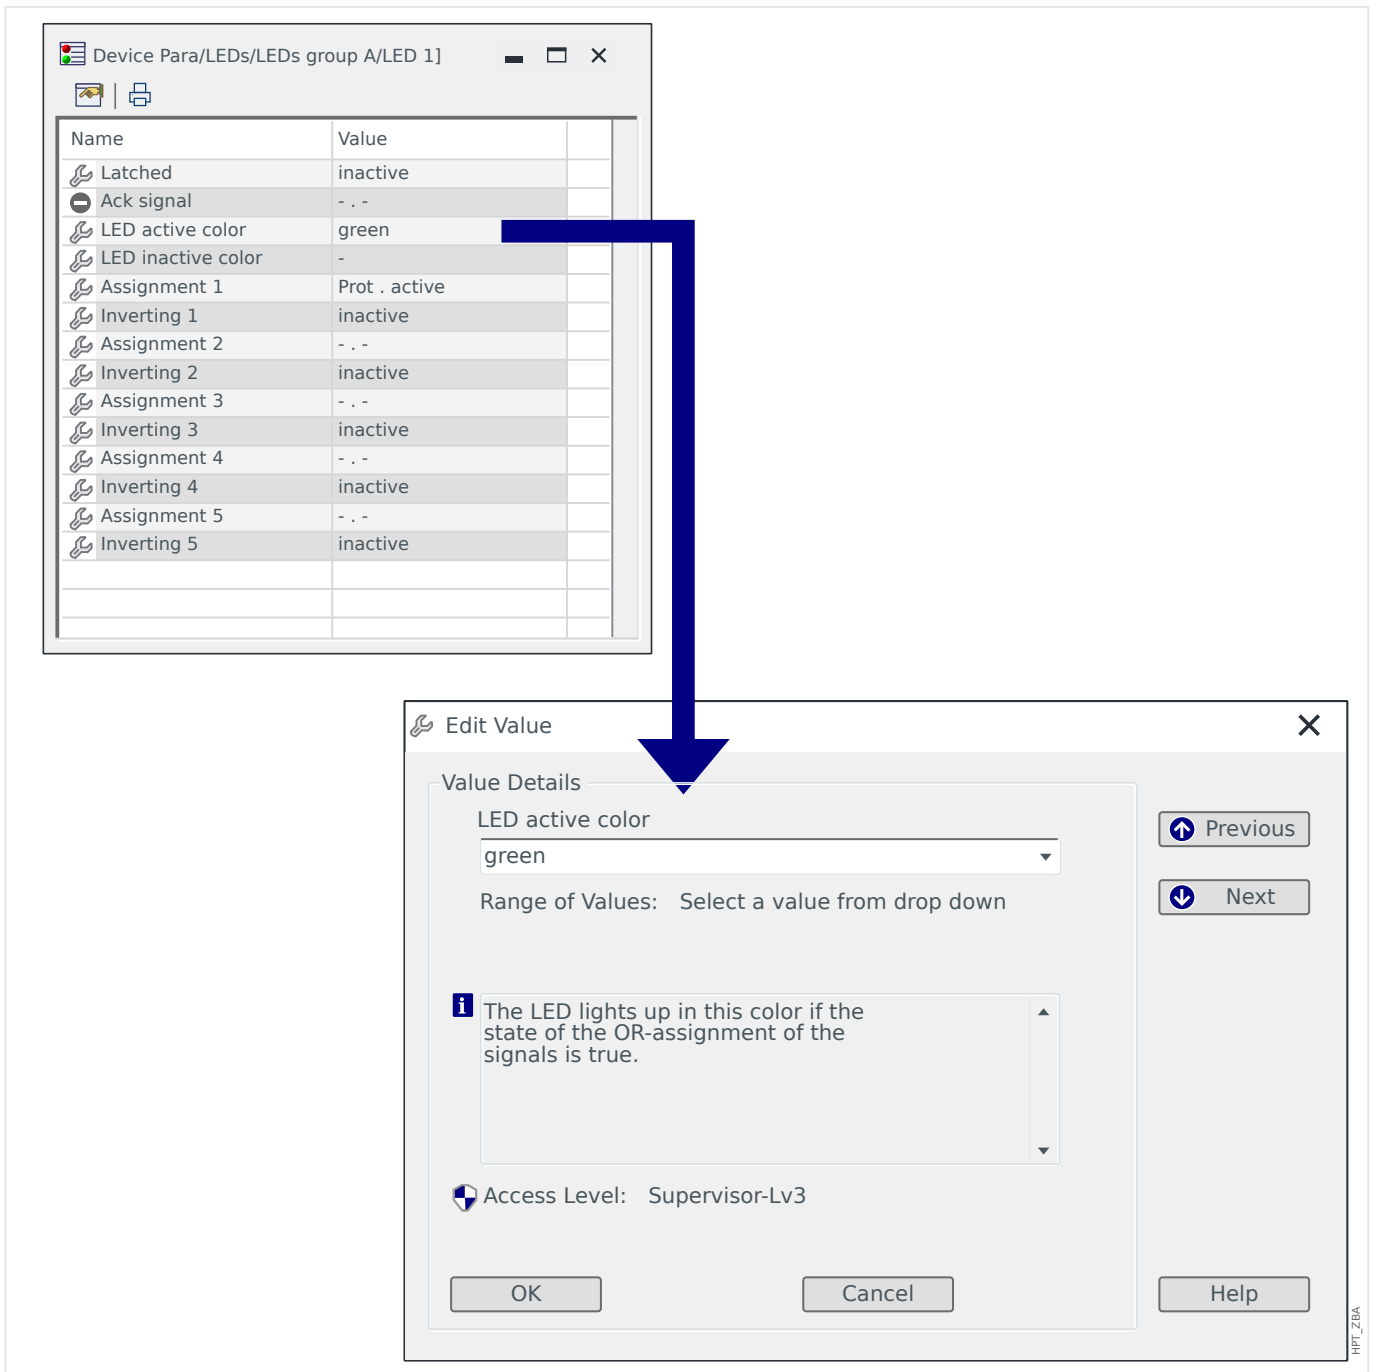 Device Para/LEDs/LEDs group A/LED 1]
Name Value
Latched inactive
Ack signal - . -
LED active color green
LED inactive color -
Assignment 1 Prot . active
Inverting 1 inactive
Assignment 2 - . -
Inverting 2 inactive
Assignment 3 - . -
Inverting 3 inactive
Assignment 4 - . -
Inverting 4 inactive
Assignment 5 - . -
Inverting 5 inactive
Edit Value
Value Details
LED active color
green
Range of Values: Select a value from drop down
Previous
Next
i
The LED lights up in this color if the
state of the OR-assignment of the
signals is true.
Access Level: Supervisor-Lv3
OK Cancel Help
HPT_ZBA